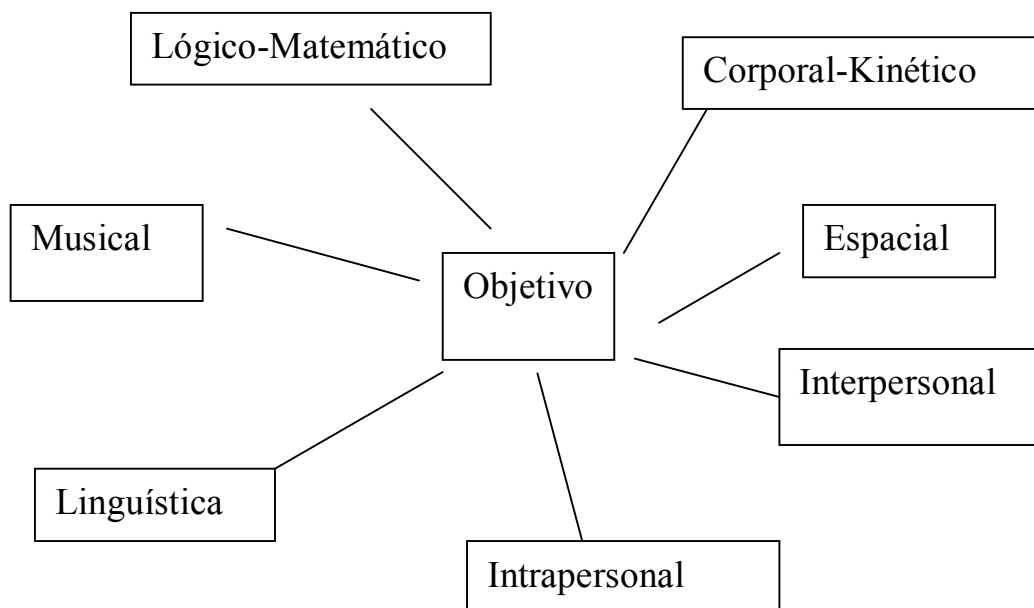 Lógico-Matemático
Corporal-Kinético
Musical
Espacial
Objetivo
Interpersonal
Linguística
Intrapersonal